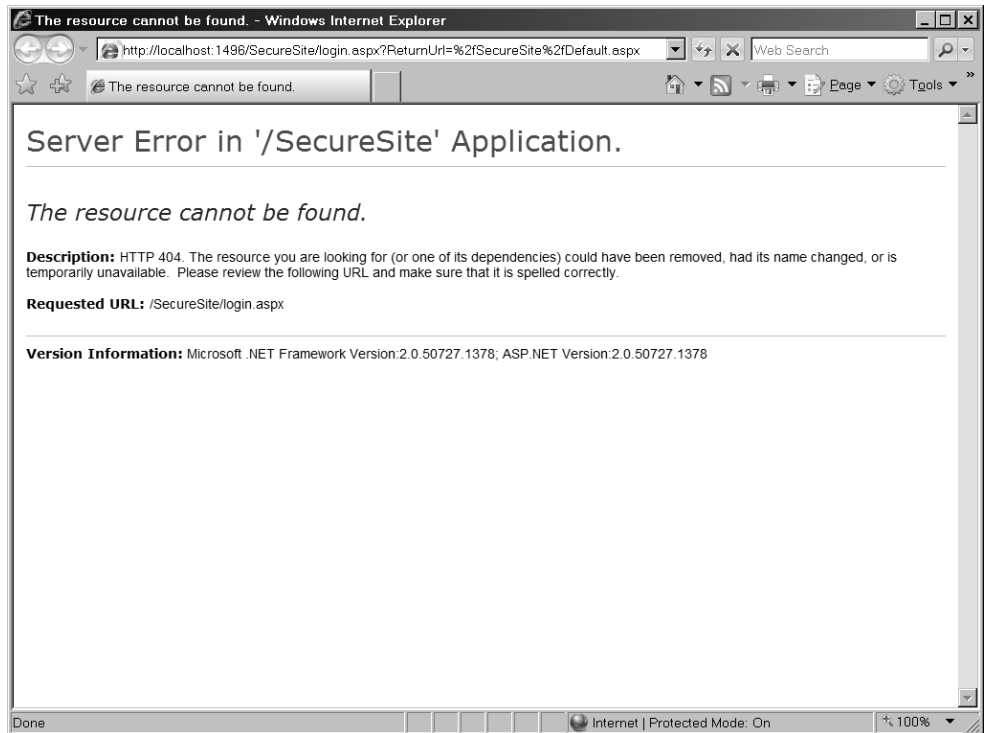 The resource cannot be found. - Windows Internet Explorer
http://localhost:1496/SecureSite/login.aspx?ReturnUrl=%2fSecureSite%2fDefault.aspx
Web Search
The resource cannot be found.
Page
Tools
»
Server Error in '/SecureSite' Application.
The resource cannot be found.
Description: HTTP 404. The resource you are looking for (or one of its dependencies) could have been removed, had its name changed, or is
temporarily unavailable.  Please review the following URL and make sure that it is spelled correctly.
Requested URL: /SecureSite/login.aspx
Version Information: Microsoft .NET Framework Version:2.0.50727.1378; ASP.NET Version:2.0.50727.1378
Done
Internet | Protected Mode: On
100%